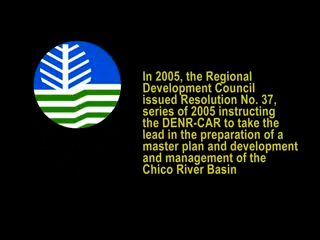 In 2005, the Regional
Development Council
issued Resolution No. 37,
series of 2005 instructing
the DENR-CAR to take the
lead in the preparation of a
master plan and development
and management of the
Chico River Basin